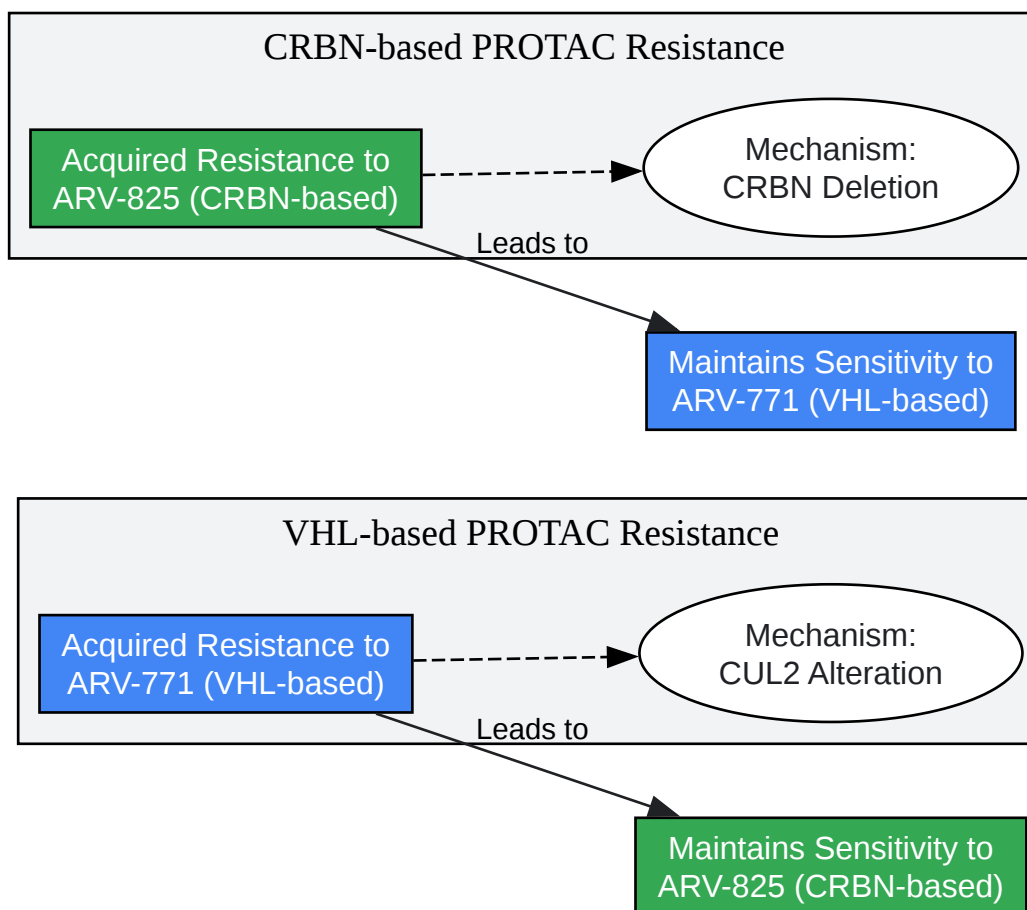 CRBN-based PROTAC Resistance
Acquired Resistance to
ARV-825 (CRBN-based)
Mechanism:
CRBN Deletion
Leads to
Maintains Sensitivity to
ARV-771 (VHL-based)
VHL-based PROTAC Resistance
Acquired Resistance to
ARV-771 (VHL-based)
Mechanism:
CUL2 Alteration
Leads to
Maintains Sensitivity to
ARV-825 (CRBN-based)